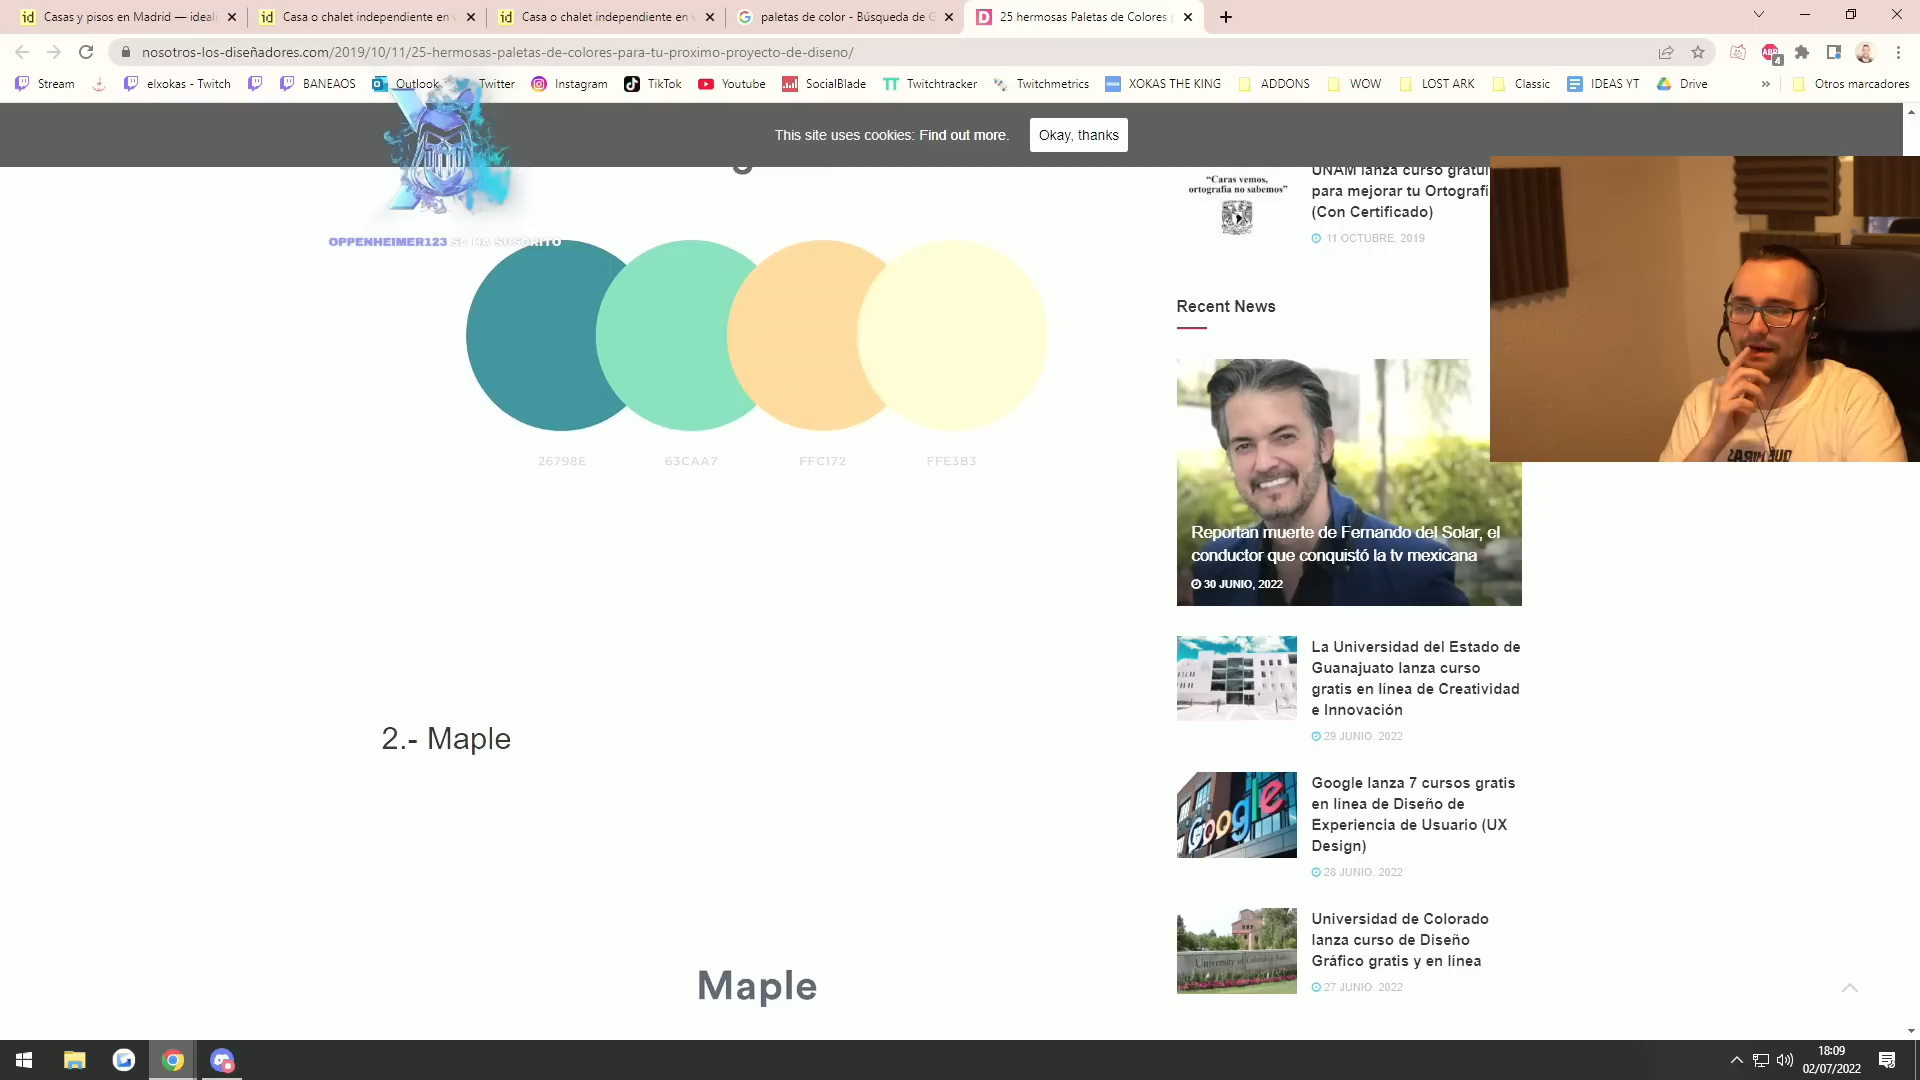 Casas y pisos en Madrid — ideali
Casa o chalet independiente en v
Casa o chalet independiente en v
paletas de color - Búsqueda de G
25 hermosas Paletas de Colores p
nosotros-los-diseñadores.com/2019/10/11/25-hermosas-paletas-de-colores-para-tu-proximo-proyecto-de-diseno/
Stream
elxokas - Twitch
BANEAOS
Outlook
Twitter
Instagram
TikTok
Youtube
SocialBlade
Twitchtracker
Twitchmetrics
XOKAS THE KING
ADDONS
WOW
LOST ARK
Classic
IDEAS YT
Drive
»
Otros marcadores
This site uses cookies: Find out more.
Okay, thanks
OPPENHEIMER123 SE HA SUSCRITO
26798E
63CAA7
FFC172
FFE3B3
2.- Maple
Maple
“Caras vemos,
ortografía no sabemos”
UNAM lanza curso gratui
para mejorar tu Ortografí
(Con Certificado)
11 OCTUBRE, 2019
Recent News
Reportan muerte de Fernando del Solar, el
conductor que conquistó la tv mexicana
30 JUNIO, 2022
La Universidad del Estado de
Guanajuato lanza curso
gratis en línea de Creatividad
e Innovación
29 JUNIO, 2022
Google
Google lanza 7 cursos gratis
en línea de Diseño de
Experiencia de Usuario (UX
Design)
28 JUNIO, 2022
University of Colorado
Universidad de Colorado
lanza curso de Diseño
Gráfico gratis y en línea
27 JUNIO, 2022
18:09
02/07/2022